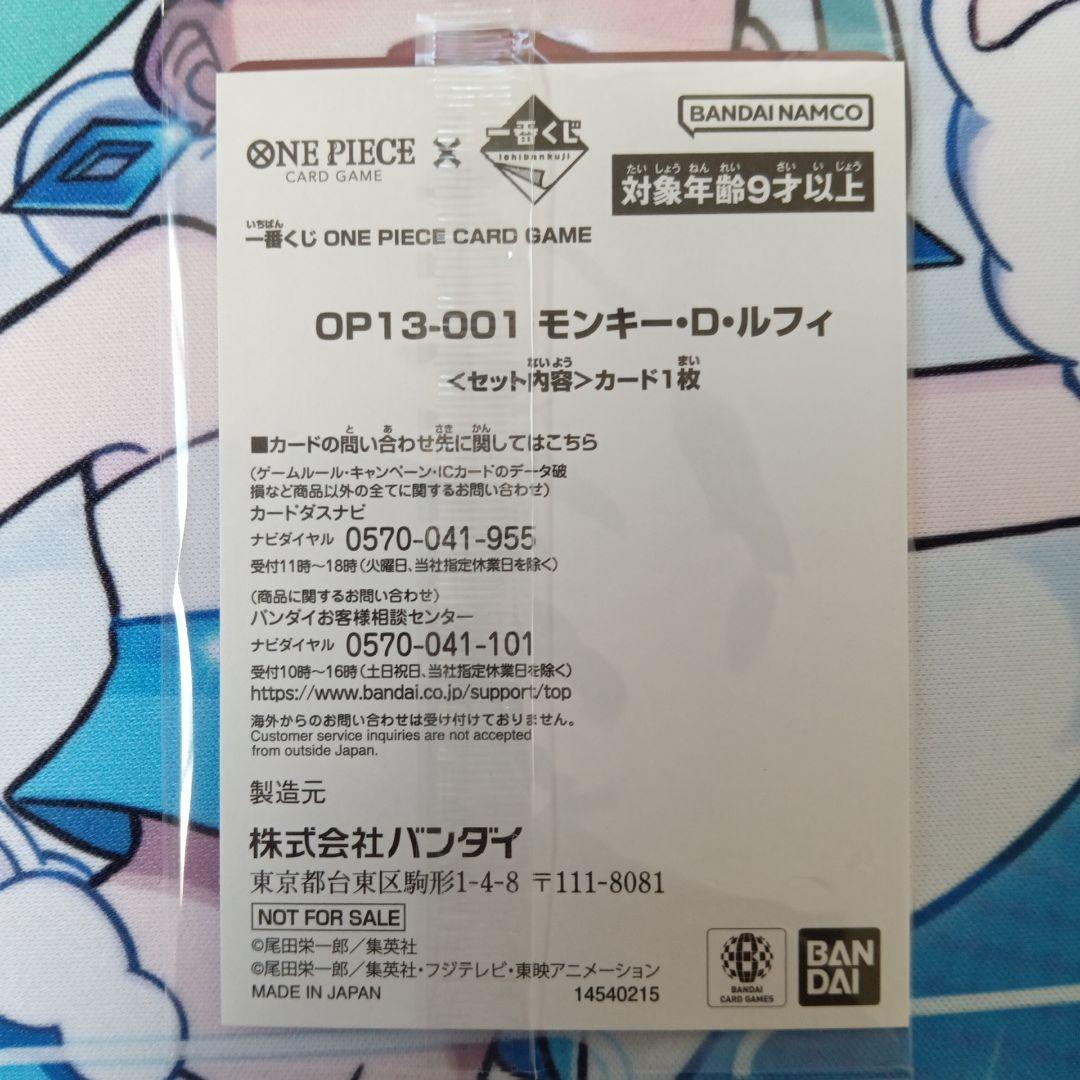 ONE PIECE
CARD GAME
×
一番くじ
ichibankuji
BANDAI NAMCO
たいしょうねんれい ざいいじょう
対象年齢9才以上
いちばん
一番くじ ONE PIECE CARD GAME
OP13-001 モンキー・D・ルフィ
ないよう まい
<セット内容>カード1枚
と あ さき かん
■カードの問い合わせ先に関してはこちら
(ゲームルール・キャンペーン・ICカードのデータ破
損など商品以外の全てに関するお問い合わせ)
カードダスナビ
ナビダイヤル 0570-041-955
受付11時～18時(火曜日、当社指定休業日を除く)
(商品に関するお問い合わせ)
バンダイお客様相談センター
ナビダイヤル 0570-041-101
受付10時～16時(土日祝日、当社指定休業日を除く)
https://www.bandai.co.jp/support/top
海外からのお問い合わせは受け付けておりません。
Customer service inquiries are not accepted
from outside Japan.
製造元
株式会社バンダイ
東京都台東区駒形1-4-8 〒111-8081
NOT FOR SALE
©尾田栄一郎／集英社
©尾田栄一郎／集英社・フジテレビ・東映アニメーション
MADE IN JAPAN 14540215
BANDAI
CARD GAMES
BAN
DAI